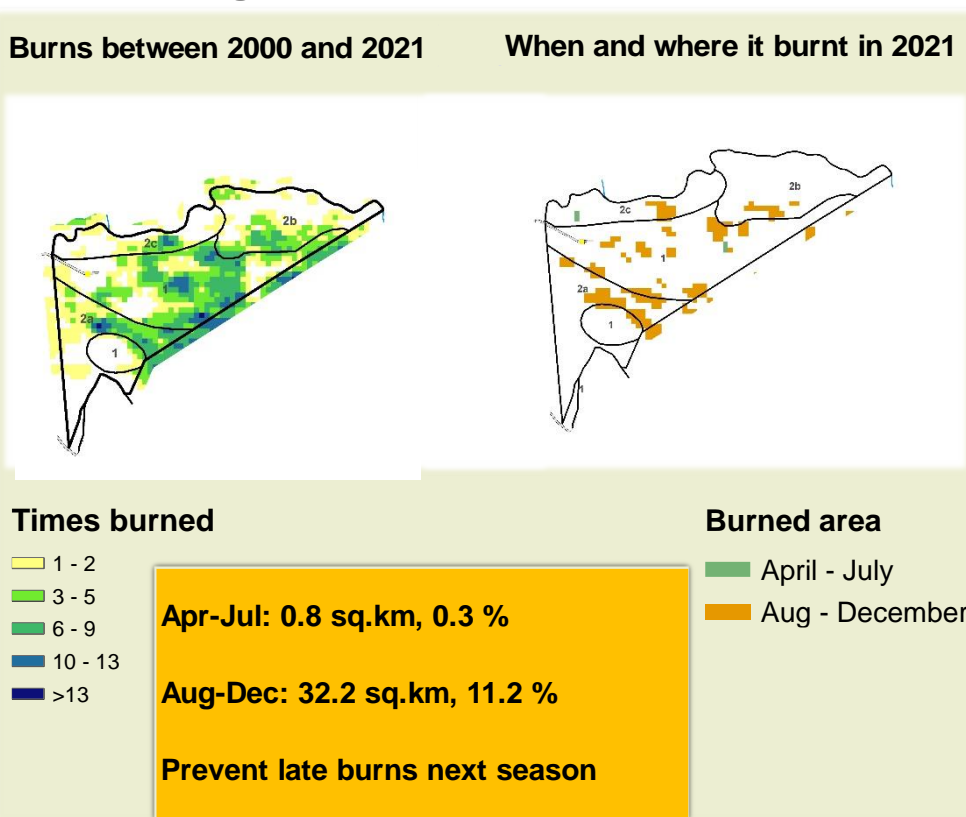 Burns between 2000 and 2021
When and where it burnt in 2021
2b
2c
1
2a
1
2b
2c
1
2a
1
1
Times burned
1 - 2
3 - 5
6 - 9
10 - 13
>13
Apr-Jul: 0.8 sq.km, 0.3 %
Aug-Dec: 32.2 sq.km, 11.2 %
Prevent late burns next season
Burned area
April - July
Aug - December